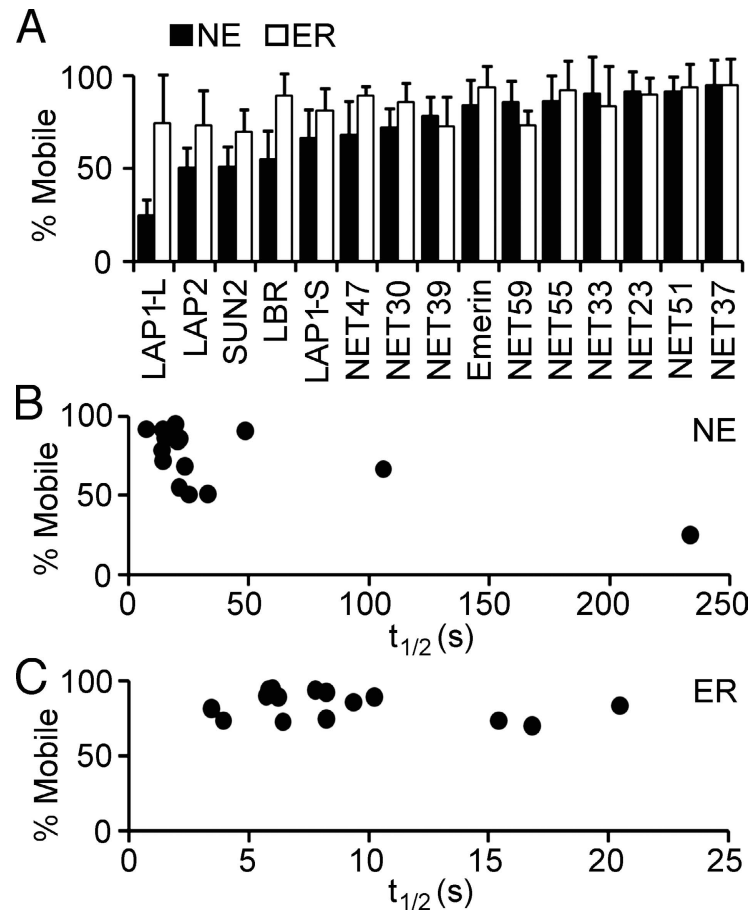 A
NE ER
% Mobile
100
50
0
LAP1-L
LAP2
SUN2
LBR
LAP1-S
NET47
NET30
NET39
Emerin
NET59
NET55
NET33
NET23
NET51
NET37
B
NE
% Mobile
100
50
0
0 50 100 150 200 250
t1/2 (s)
C
ER
% Mobile
100
50
0
0 5 10 15 20 25
t1/2 (s)